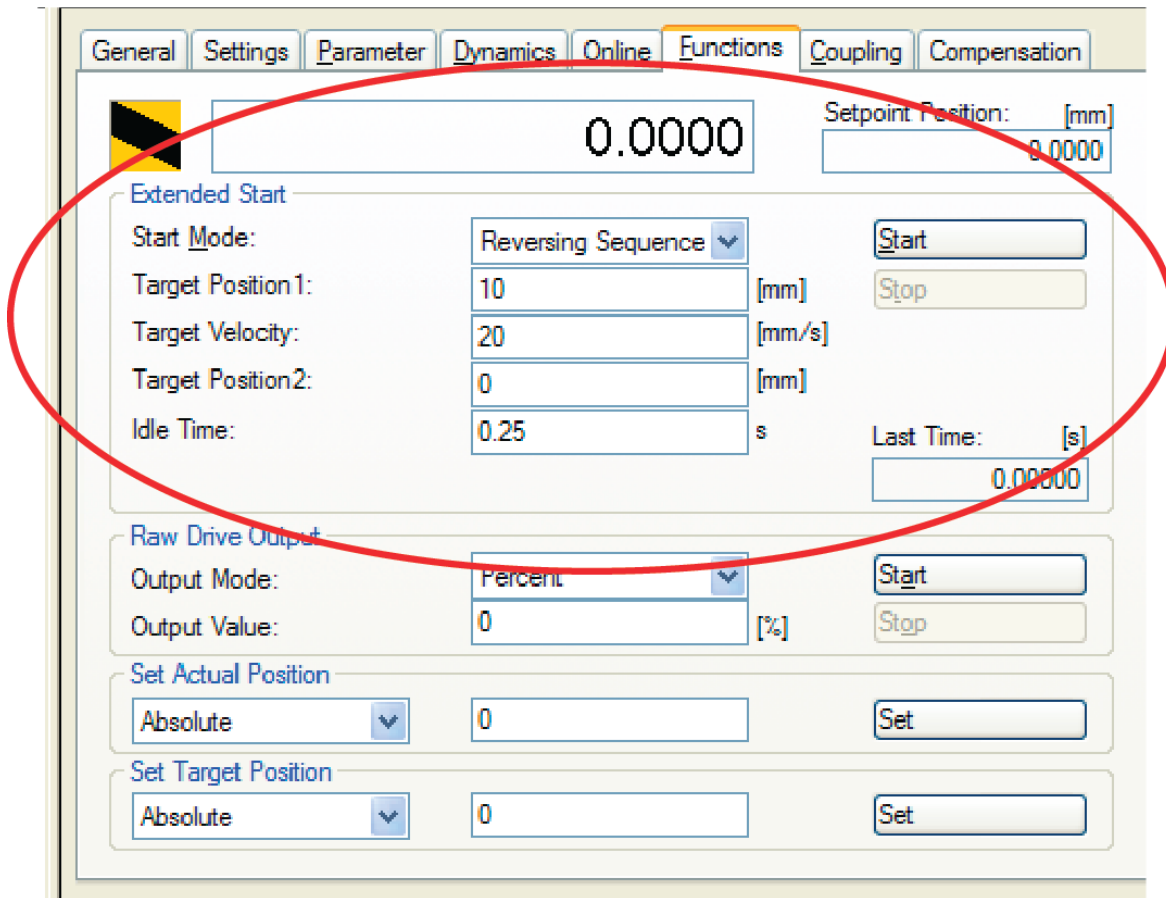 General Settings Parameter Dynamics Online Functions Coupling Compensation
0.0000
Setpoint Position: [mm]
0.0000
Extended Start
Start Mode: Reversing Sequence Start
Target Position1: 10 [mm] Stop
Target Velocity: 20 [mm/s]
Target Position2: 0 [mm]
Idle Time: 0.25 s
Last Time: [s]
0.00000
Raw Drive Output
Output Mode: Percent Start
Output Value: 0 [%] Stop
Set Actual Position
Absolute 0 Set
Set Target Position
Absolute 0 Set